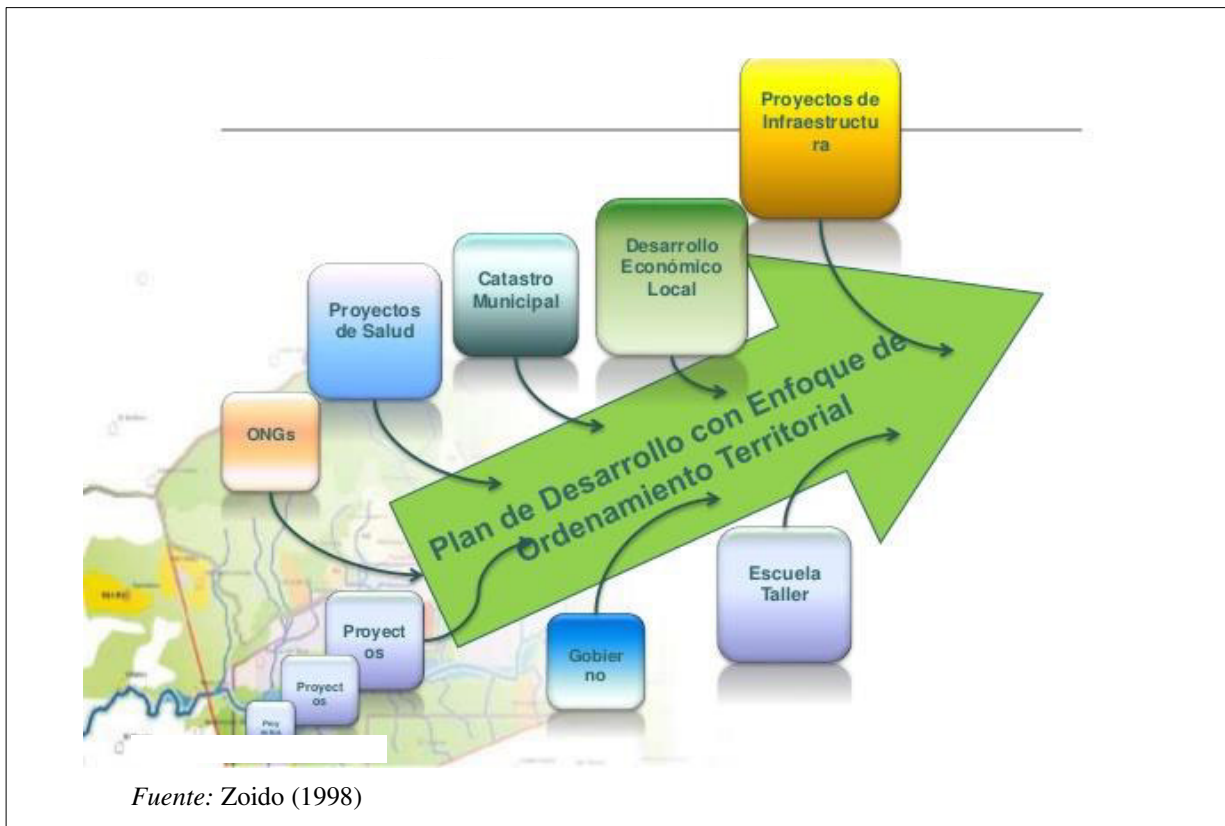 Proyectos de
Infraestructu
ra
Desarrollo
Económico
Local
Catastro
Municipal
Proyectos
de Salud
ONGs
Plan de Desarrollo con Enfoque de
Ordenamiento Territorial
Escuela
Taller
Gobier
no
Proyect
os
Proyect
os
Fuente: Zoido (1998)